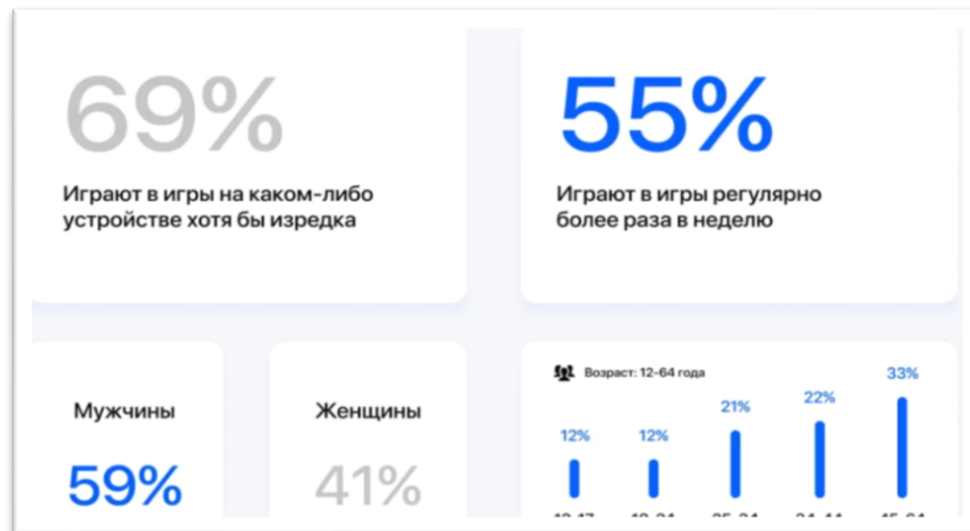 69%
Играют в игры на каком-либо
устройстве хотя бы изредка
55%
Играют в игры регулярно
более раза в неделю
Мужчины
59%
Женщины
41%
Возраст: 12-64 года
12%
12%
21%
22%
33%